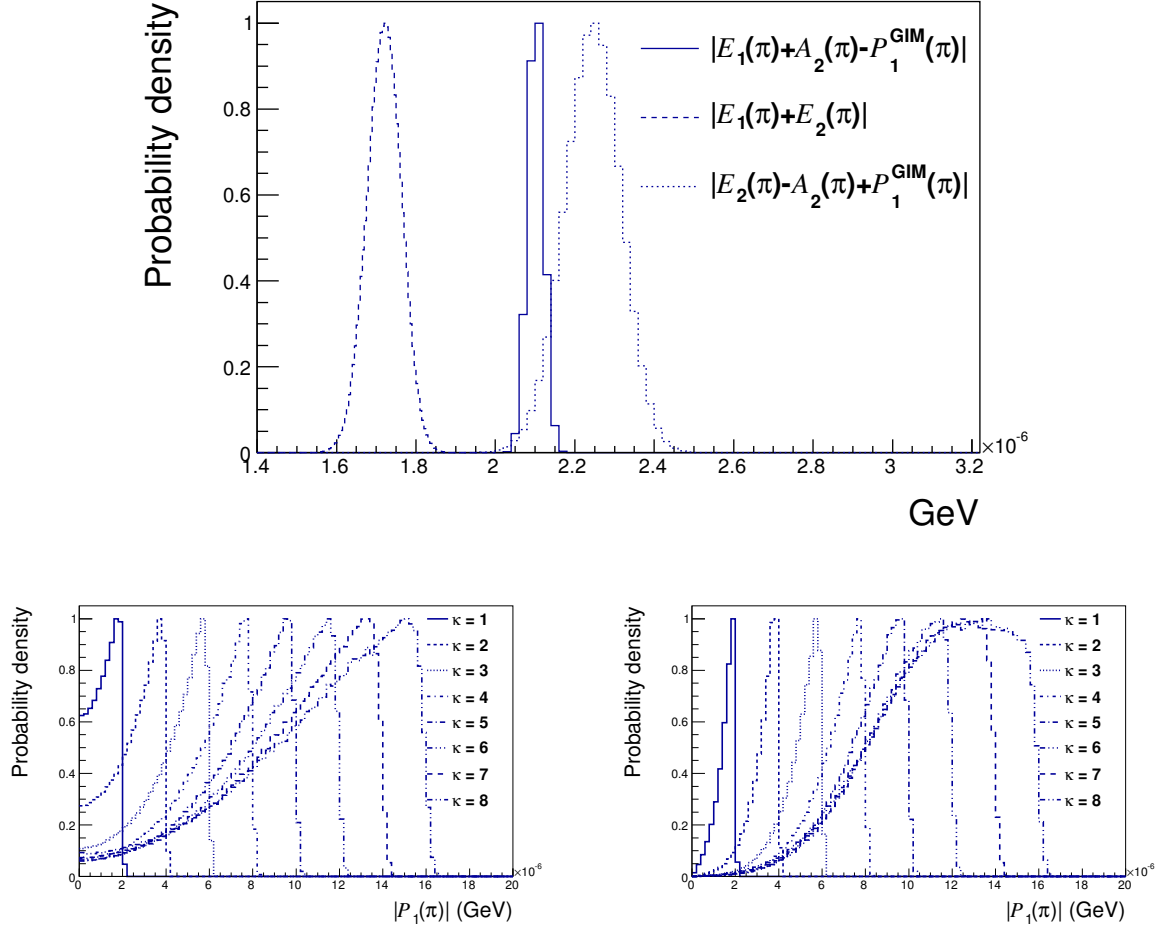 Probability density
1
0.8
0.6
0.4
0.2
0
|E₁(π)+A₂(π)-P₁ᴳᴵᴹ(π)|
|E₁(π)+E₂(π)|
|E₂(π)-A₂(π)+P₁ᴳᴵᴹ(π)|
1.4 1.6 1.8 2 2.2 2.4 2.6 2.8 3 3.2
×10⁻⁶
GeV
Probability density
1
0.8
0.6
0.4
0.2
0
κ = 1
κ = 2
κ = 3
κ = 4
κ = 5
κ = 6
κ = 7
κ = 8
0 2 4 6 8 10 12 14 16 18 20
×10⁻⁶
|P₁(π)| (GeV)
Probability density
1
0.8
0.6
0.4
0.2
0
κ = 1
κ = 2
κ = 3
κ = 4
κ = 5
κ = 6
κ = 7
κ = 8
0 2 4 6 8 10 12 14 16 18 20
×10⁻⁶
|P₁(π)| (GeV)